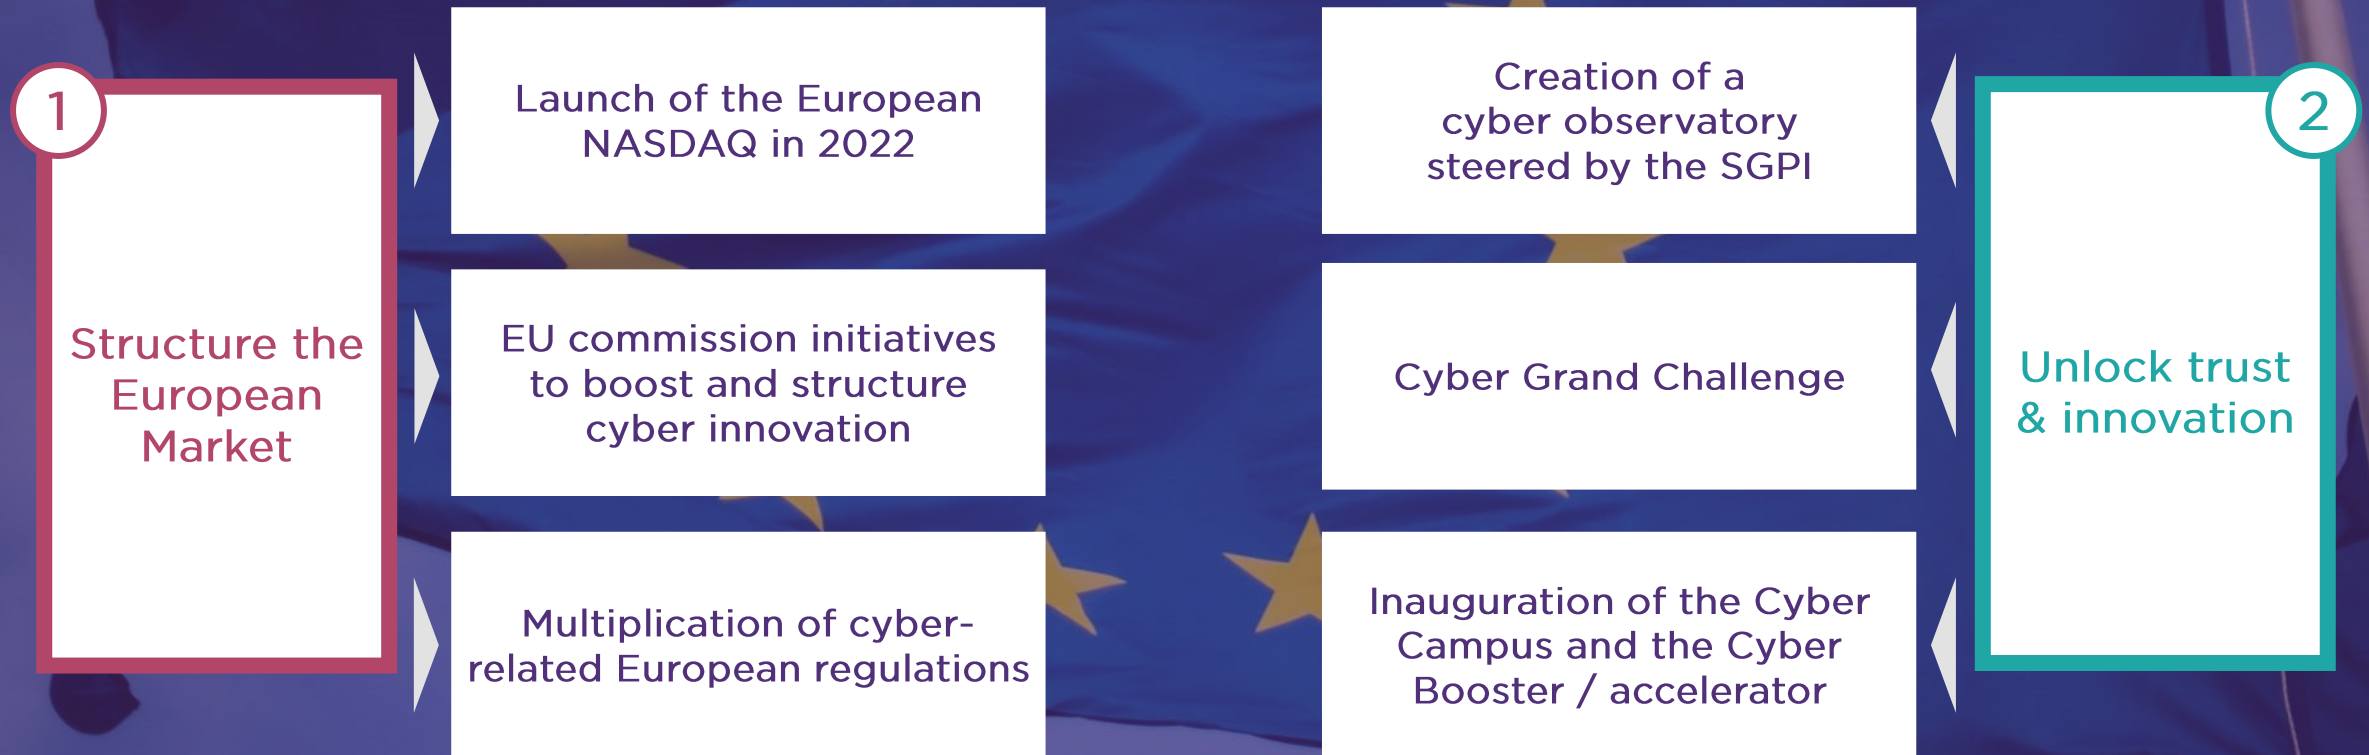 1
Structure the
European
Market
Launch of the European
NASDAQ in 2022
EU commission initiatives
to boost and structure
cyber innovation
Multiplication of cyber-
related European regulations
2
Unlock trust
& innovation
Creation of a
cyber observatory
steered by the SGPI
Cyber Grand Challenge
Inauguration of the Cyber
Campus and the Cyber
Booster / accelerator